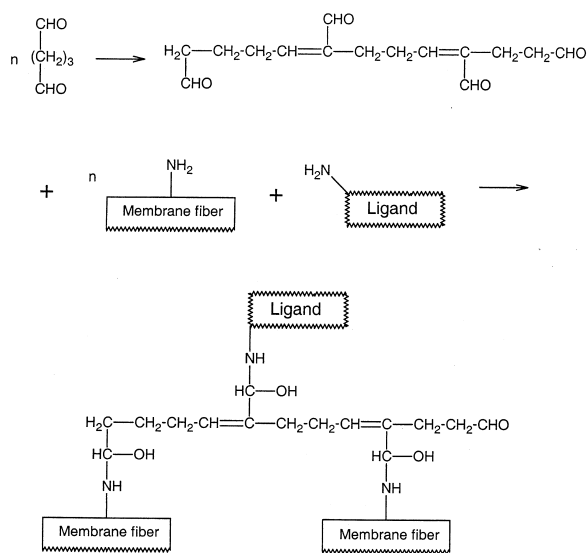 CHO
n (CH₂)₃
CHO
CHO
H₂C—CH₂-CH₂-CH=C—CH₂-CH₂-CH=C—CH₂-CH₂-CHO
CHO
CHO
+ n
NH₂
Membrane fiber
+
H₂N
Ligand
Ligand
NH
HC—OH
H₂C—CH₂-CH₂-CH=C—CH₂-CH₂-CH=C—CH₂-CH₂-CHO
HC—OH
HC—OH
NH
NH
Membrane fiber
Membrane fiber